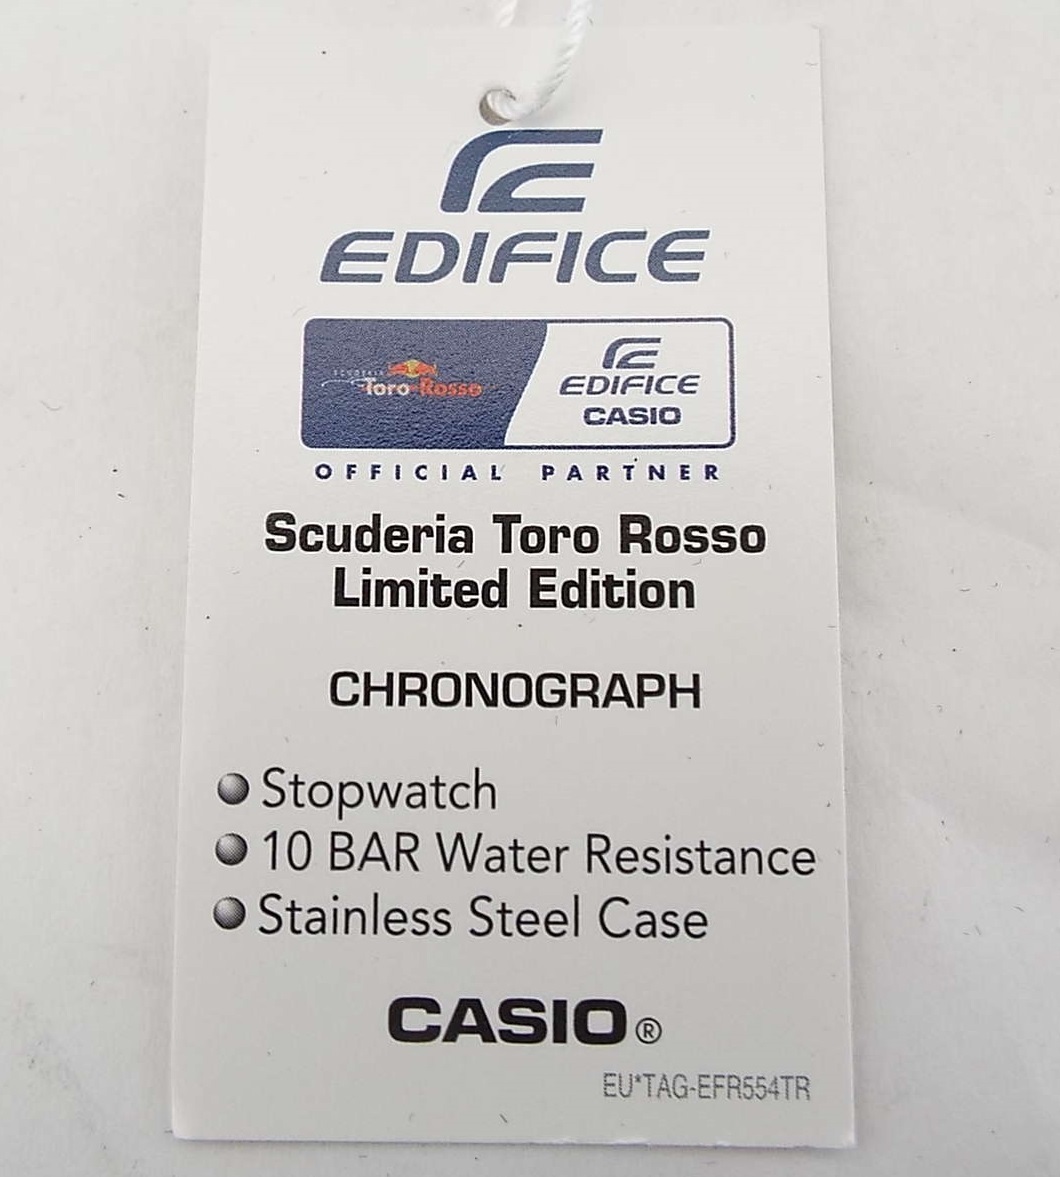 EDIFICE
SCUDERIA
Toro Rosso
EDIFICE
CASIO
OFFICIAL PARTNER
Scuderia Toro Rosso
Limited Edition
CHRONOGRAPH
Stopwatch
10 BAR Water Resistance
Stainless Steel Case
CASIO®
EU*TAG-EFR554TR